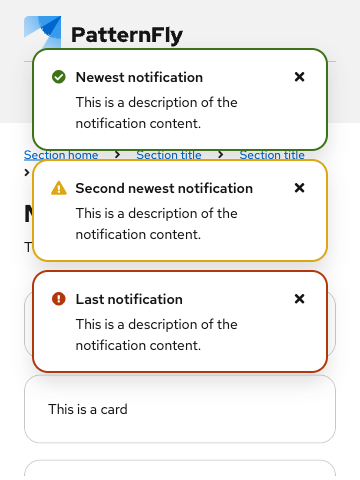 PatternFly
Newest notification
This is a description of the
notification content.
Section home
Section title
Section title
Second newest notification
This is a description of the
notification content.
Last notification
This is a description of the
notification content.
This is a card